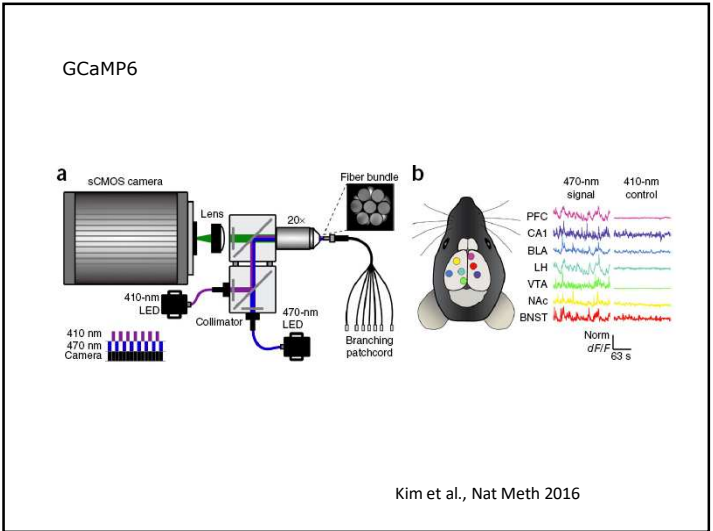 GCaMP6
a
sCMOS camera
Lens
20×
Fiber bundle
410-nm
LED
Collimator
470-nm
LED
Branching
patchcord
410 nm
470 nm
Camera
b
470-nm
signal
410-nm
control
PFC
CA1
BLA
LH
VTA
NAc
BNST
Norm
dF/F
63 s
Kim et al., Nat Meth 2016